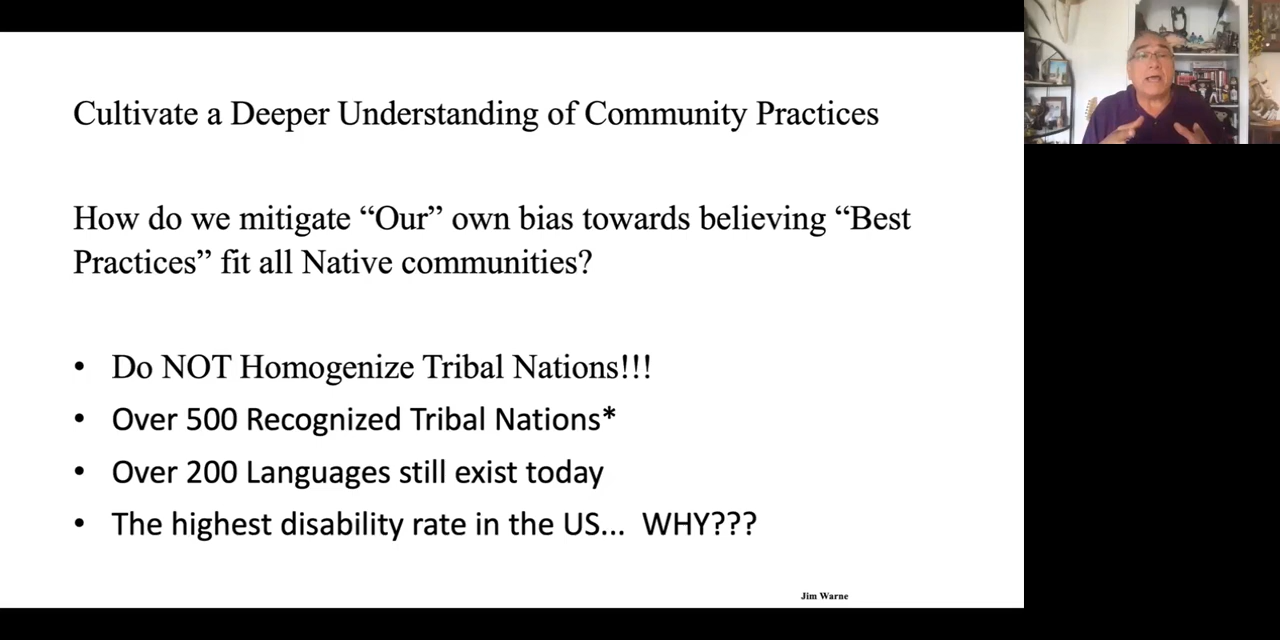 Cultivate a Deeper Understanding of Community Practices
How do we mitigate “Our” own bias towards believing “Best
Practices” fit all Native communities?
• Do NOT Homogenize Tribal Nations!!!
• Over 500 Recognized Tribal Nations*
• Over 200 Languages still exist today
• The highest disability rate in the US... WHY???
Jim Warne